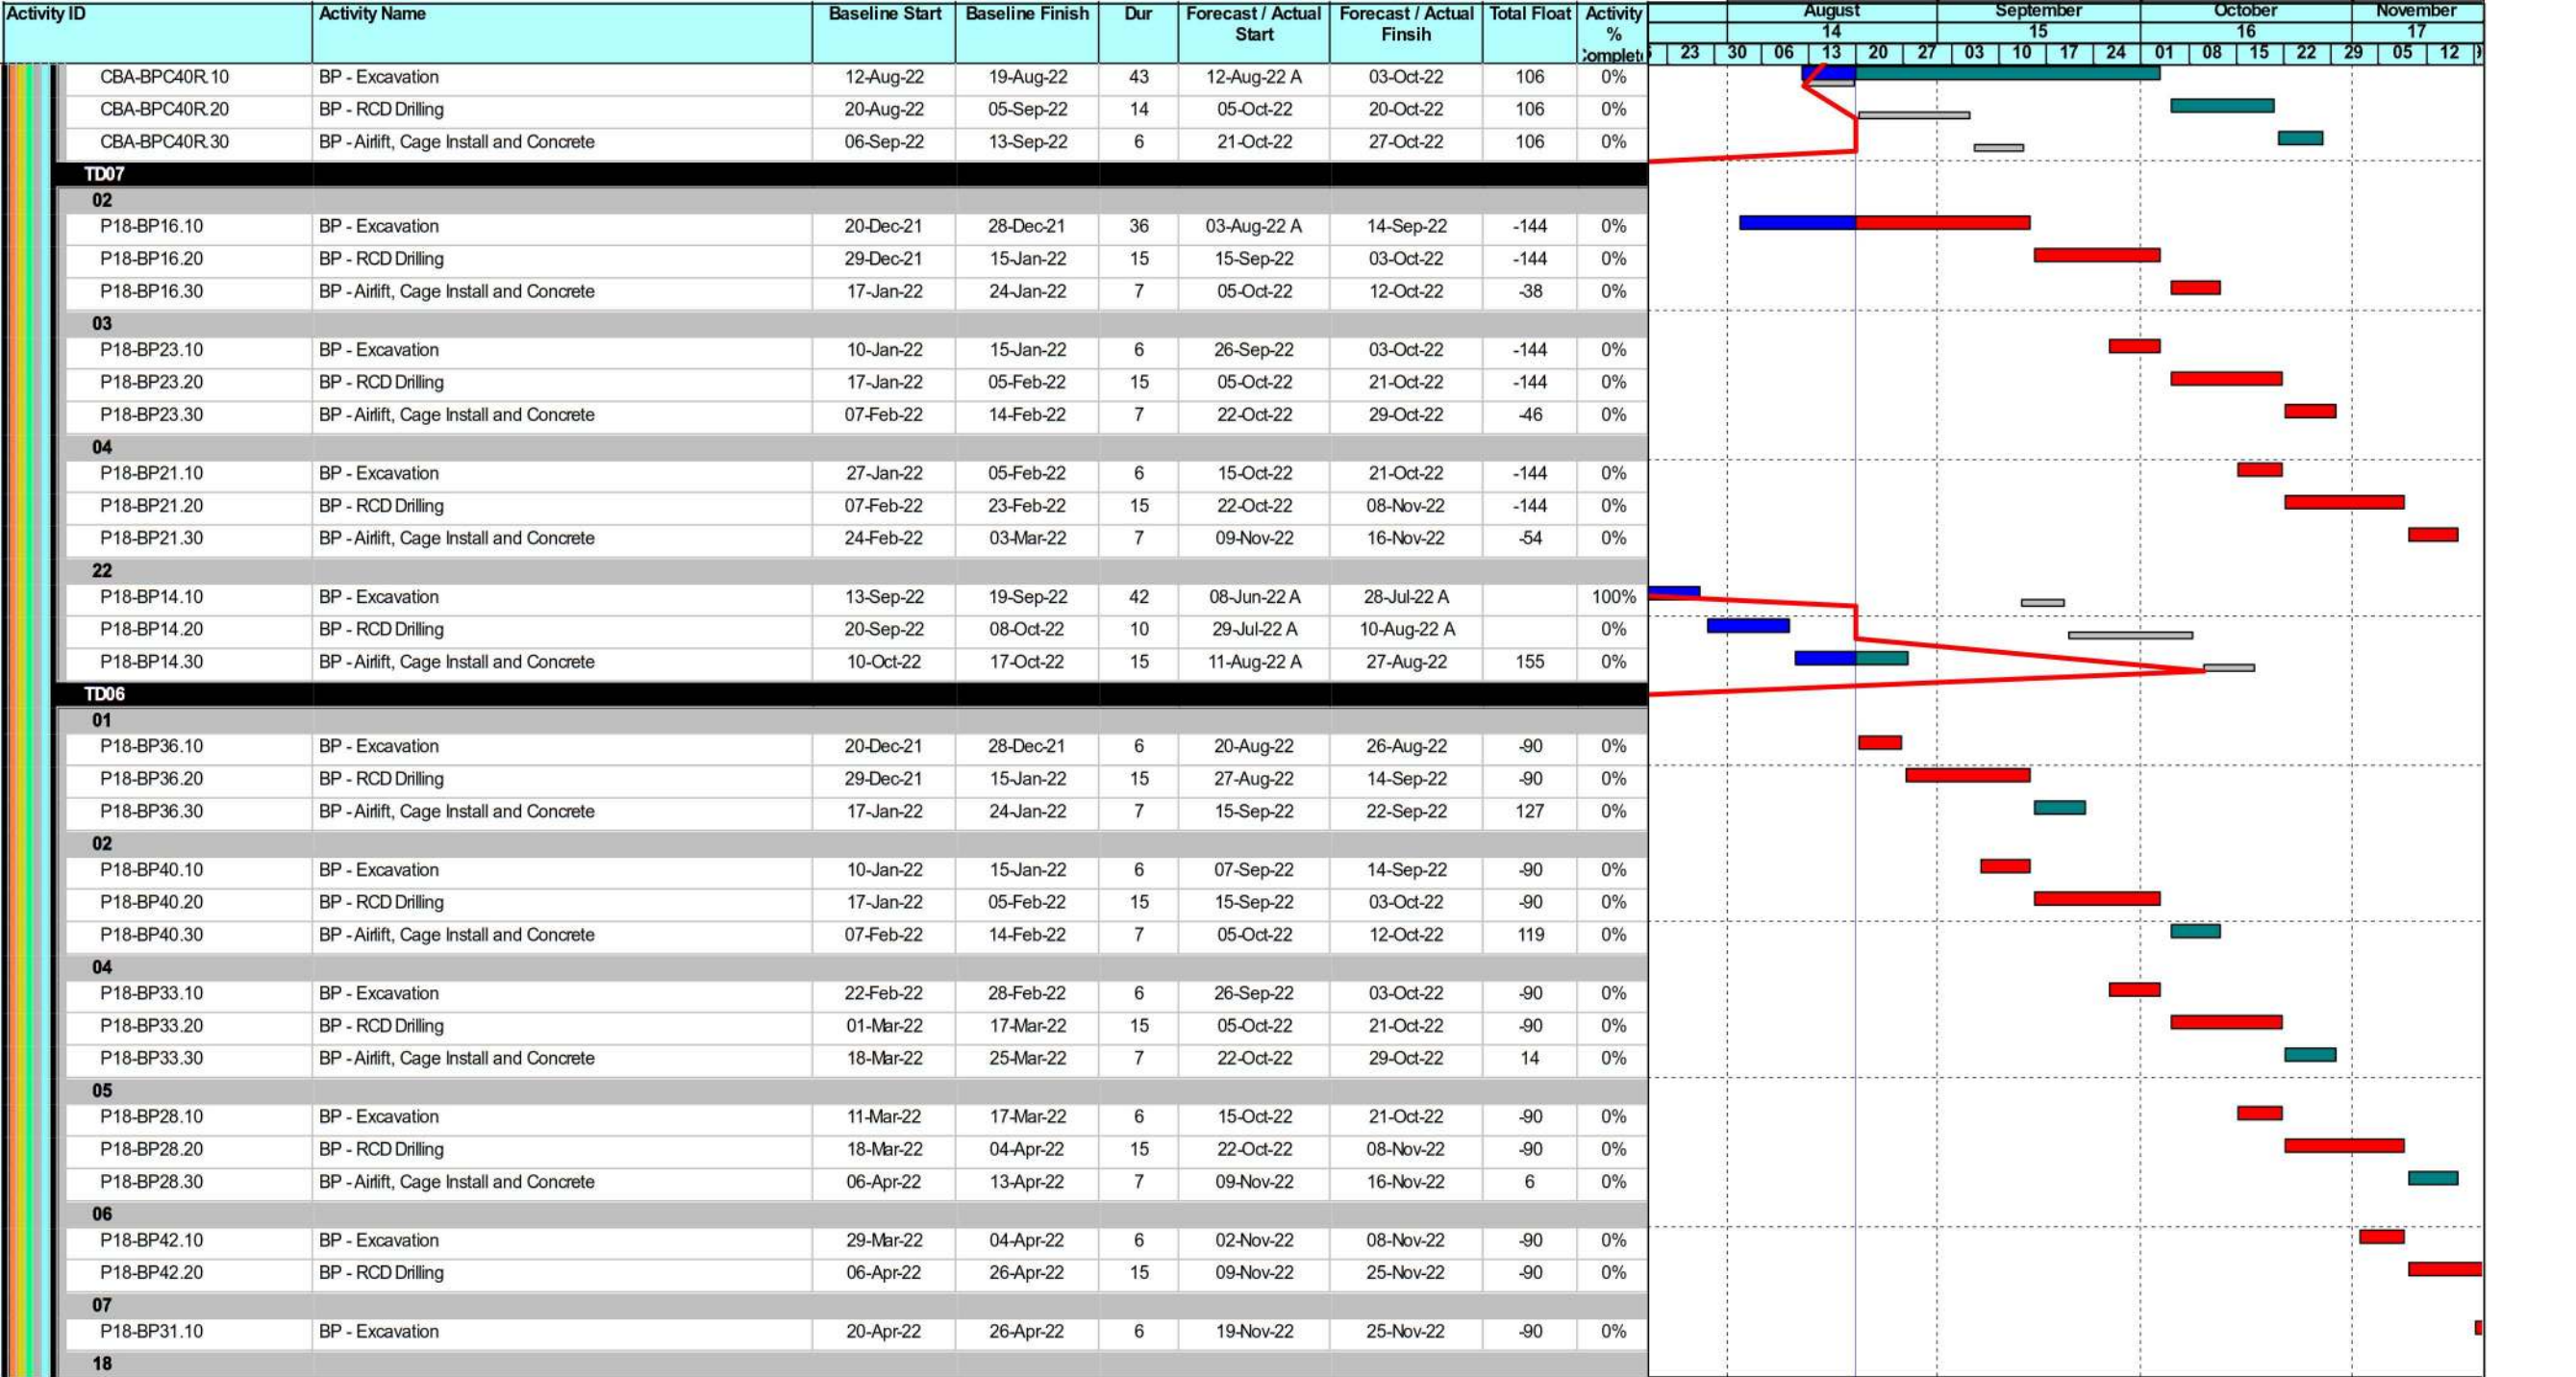 Activity ID Activity Name Baseline Start Baseline Finish Dur Forecast / Actual Start Forecast / Actual Finsih Total Float Activity % Complete
August September October November
14 15 16 17
23 30 06 13 20 27 03 10 17 24 01 08 15 22 29 05 12
CBA-BPC40R.10 BP - Excavation 12-Aug-22 19-Aug-22 43 12-Aug-22 A 03-Oct-22 106 0%
CBA-BPC40R.20 BP - RCD Drilling 20-Aug-22 05-Sep-22 14 05-Oct-22 20-Oct-22 106 0%
CBA-BPC40R.30 BP - Airlift, Cage Install and Concrete 06-Sep-22 13-Sep-22 6 21-Oct-22 27-Oct-22 106 0%
TD07
02
P18-BP16.10 BP - Excavation 20-Dec-21 28-Dec-21 36 03-Aug-22 A 14-Sep-22 -144 0%
P18-BP16.20 BP - RCD Drilling 29-Dec-21 15-Jan-22 15 15-Sep-22 03-Oct-22 -144 0%
P18-BP16.30 BP - Airlift, Cage Install and Concrete 17-Jan-22 24-Jan-22 7 05-Oct-22 12-Oct-22 -38 0%
03
P18-BP23.10 BP - Excavation 10-Jan-22 15-Jan-22 6 26-Sep-22 03-Oct-22 -144 0%
P18-BP23.20 BP - RCD Drilling 17-Jan-22 05-Feb-22 15 05-Oct-22 21-Oct-22 -144 0%
P18-BP23.30 BP - Airlift, Cage Install and Concrete 07-Feb-22 14-Feb-22 7 22-Oct-22 29-Oct-22 -46 0%
04
P18-BP21.10 BP - Excavation 27-Jan-22 05-Feb-22 6 15-Oct-22 21-Oct-22 -144 0%
P18-BP21.20 BP - RCD Drilling 07-Feb-22 23-Feb-22 15 22-Oct-22 08-Nov-22 -144 0%
P18-BP21.30 BP - Airlift, Cage Install and Concrete 24-Feb-22 03-Mar-22 7 09-Nov-22 16-Nov-22 -54 0%
22
P18-BP14.10 BP - Excavation 13-Sep-22 19-Sep-22 42 08-Jun-22 A 28-Jul-22 A 100%
P18-BP14.20 BP - RCD Drilling 20-Sep-22 08-Oct-22 10 29-Jul-22 A 10-Aug-22 A 0%
P18-BP14.30 BP - Airlift, Cage Install and Concrete 10-Oct-22 17-Oct-22 15 11-Aug-22 A 27-Aug-22 155 0%
TD06
01
P18-BP36.10 BP - Excavation 20-Dec-21 28-Dec-21 6 20-Aug-22 26-Aug-22 -90 0%
P18-BP36.20 BP - RCD Drilling 29-Dec-21 15-Jan-22 15 27-Aug-22 14-Sep-22 -90 0%
P18-BP36.30 BP - Airlift, Cage Install and Concrete 17-Jan-22 24-Jan-22 7 15-Sep-22 22-Sep-22 127 0%
02
P18-BP40.10 BP - Excavation 10-Jan-22 15-Jan-22 6 07-Sep-22 14-Sep-22 -90 0%
P18-BP40.20 BP - RCD Drilling 17-Jan-22 05-Feb-22 15 15-Sep-22 03-Oct-22 -90 0%
P18-BP40.30 BP - Airlift, Cage Install and Concrete 07-Feb-22 14-Feb-22 7 05-Oct-22 12-Oct-22 119 0%
04
P18-BP33.10 BP - Excavation 22-Feb-22 28-Feb-22 6 26-Sep-22 03-Oct-22 -90 0%
P18-BP33.20 BP - RCD Drilling 01-Mar-22 17-Mar-22 15 05-Oct-22 21-Oct-22 -90 0%
P18-BP33.30 BP - Airlift, Cage Install and Concrete 18-Mar-22 25-Mar-22 7 22-Oct-22 29-Oct-22 14 0%
05
P18-BP28.10 BP - Excavation 11-Mar-22 17-Mar-22 6 15-Oct-22 21-Oct-22 -90 0%
P18-BP28.20 BP - RCD Drilling 18-Mar-22 04-Apr-22 15 22-Oct-22 08-Nov-22 -90 0%
P18-BP28.30 BP - Airlift, Cage Install and Concrete 06-Apr-22 13-Apr-22 7 09-Nov-22 16-Nov-22 6 0%
06
P18-BP42.10 BP - Excavation 29-Mar-22 04-Apr-22 6 02-Nov-22 08-Nov-22 -90 0%
P18-BP42.20 BP - RCD Drilling 06-Apr-22 26-Apr-22 15 09-Nov-22 25-Nov-22 -90 0%
07
P18-BP31.10 BP - Excavation 20-Apr-22 26-Apr-22 6 19-Nov-22 25-Nov-22 -90 0%
18